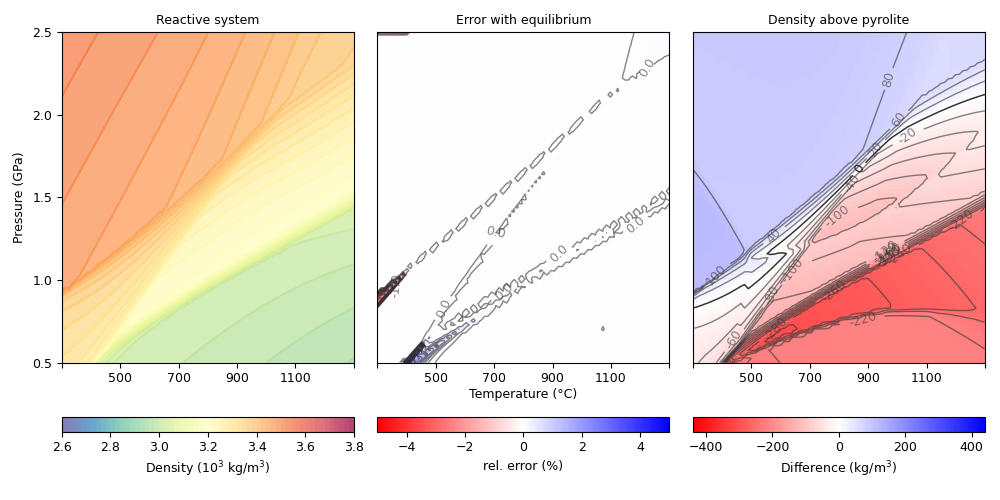 Reactive system
Error with equilibrium
Density above pyrolite
Pressure (GPa)
2.5
2.0
1.5
1.0
0.5
500 700 900 1100
500 700 900 1100
500 700 900 1100
Temperature (°C)
0.0
0.0
0.0
0.0
0.0
0.0
80
60
-20
0
40
-100
-100
100
-220
-60
-220
2.6 2.8 3.0 3.2 3.4 3.6 3.8
Density (10³ kg/m³)
−4 −2 0 2 4
rel. error (%)
−400 −200 0 200 400
Difference (kg/m³)